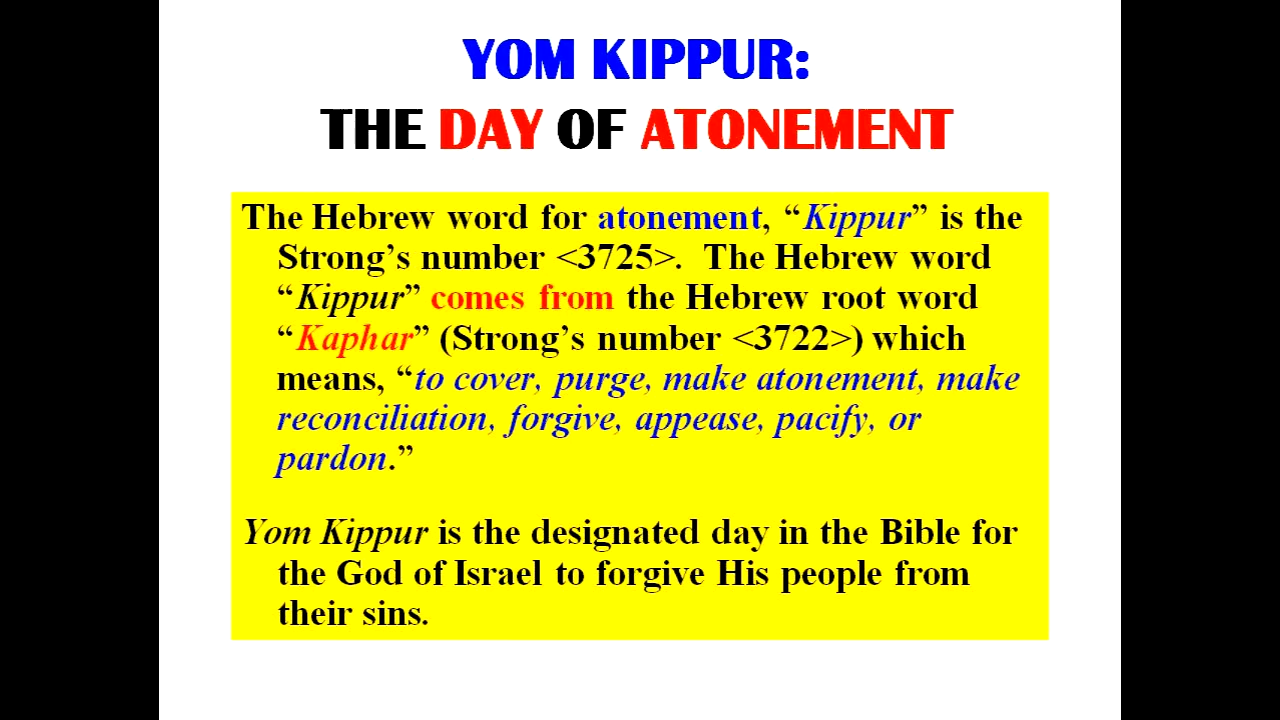 YOM KIPPUR:
THE DAY OF ATONEMENT
The Hebrew word for atonement, “Kippur” is the
Strong’s number <3725>.  The Hebrew word
“Kippur” comes from the Hebrew root word
“Kaphar” (Strong’s number <3722>) which
means, “to cover, purge, make atonement, make
reconciliation, forgive, appease, pacify, or
pardon.”
Yom Kippur is the designated day in the Bible for
the God of Israel to forgive His people from
their sins.